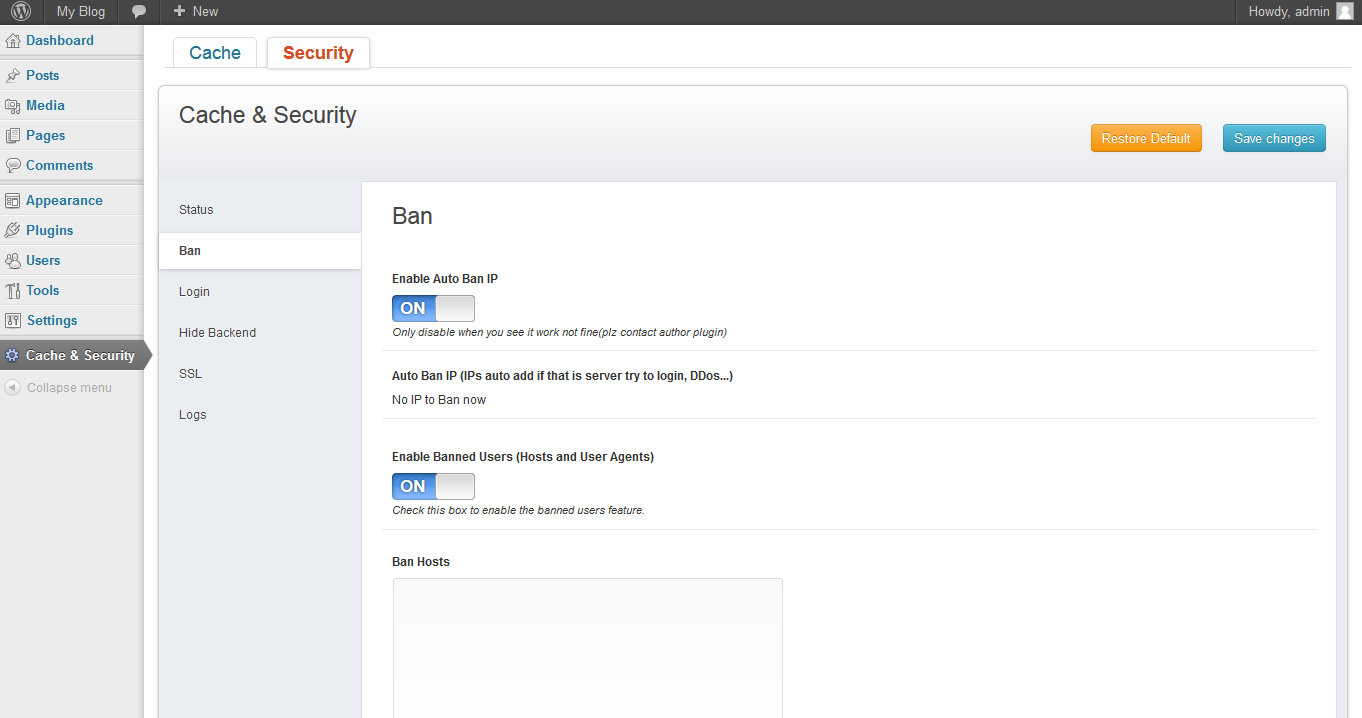 My Blog
New
Howdy, admin
Dashboard
Posts
Media
Pages
Comments
Appearance
Plugins
Users
Tools
Settings
Cache & Security
Collapse menu
Cache
Security
Cache & Security
Restore Default
Save changes
Status
Ban
Login
Hide Backend
SSL
Logs
Ban
Enable Auto Ban IP
ON
Only disable when you see it work not fine(plz contact author plugin)
Auto Ban IP (IPs auto add if that is server try to login, DDos...)
No IP to Ban now
Enable Banned Users (Hosts and User Agents)
ON
Check this box to enable the banned users feature.
Ban Hosts